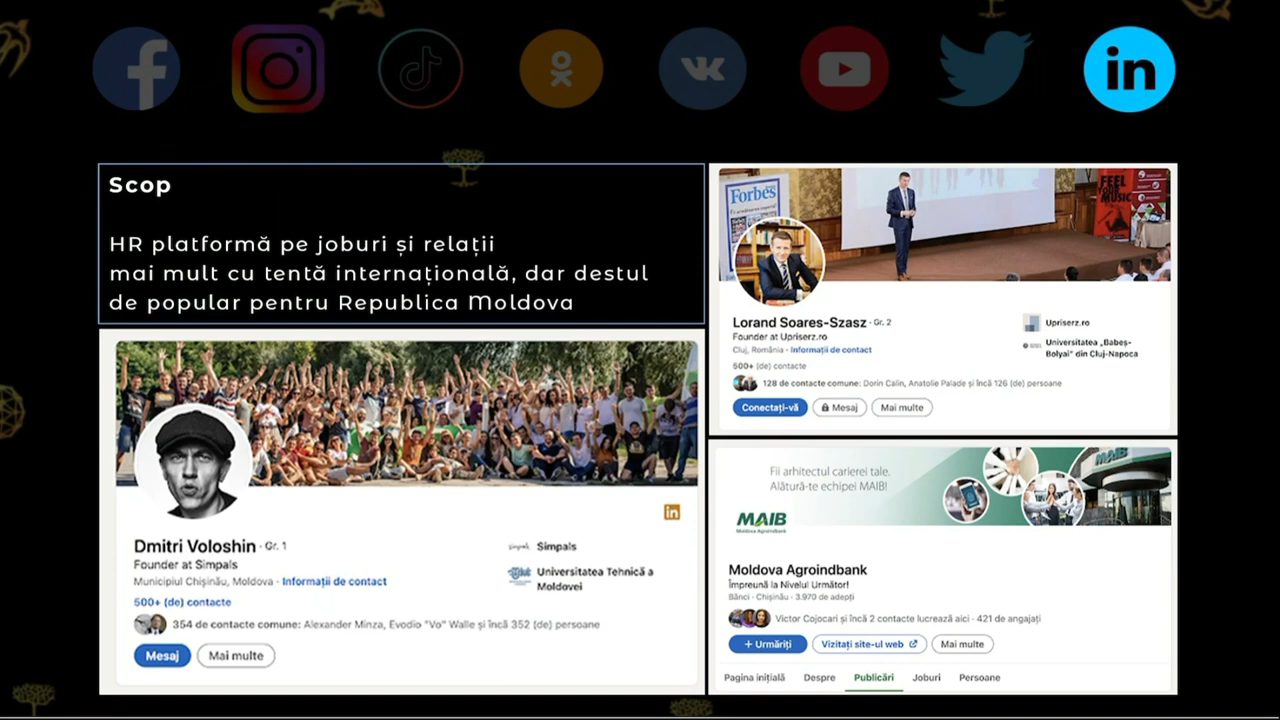 in
Scop
HR platformă pe joburi și relații
mai mult cu tentă internațională, dar destul
de popular pentru Republica Moldova
in
Dmitri Voloshin · Gr. 1
Founder at Simpals
Municipiul Chișinău, Moldova · Informații de contact
500+ (de) contacte
354 de contacte comune: Alexander Minza, Evodio "Vo" Walle și încă 352 (de) persoane
Mesaj
Mai multe
simpals Simpals
Universitatea Tehnică a
Moldovei
Forbes
FEEL
YOUR
MUSIC
Lorand Soares-Szasz · Gr. 2
Founder at Upriserz.ro
Cluj, România · Informații de contact
500+ (de) contacte
128 de contacte comune: Dorin Calin, Anatolie Palade și încă 126 (de) persoane
Conectați-vă
Mesaj
Mai multe
Upriserz.ro
Universitatea „Babeș-
Bolyai” din Cluj-Napoca
Fii arhitectul carierei tale.
Alătură-te echipei MAIB!
MAIB
MAIB
Moldova Agroindbank
Moldova Agroindbank
Împreună la Nivelul Următor!
Bănci · Chișinău · 3.970 de adepți
Victor Cojocari și încă 2 contacte lucrează aici · 421 de angajați
+ Urmăriți
Vizitați site-ul web
Mai multe
Pagina inițială Despre Publicări Joburi Persoane